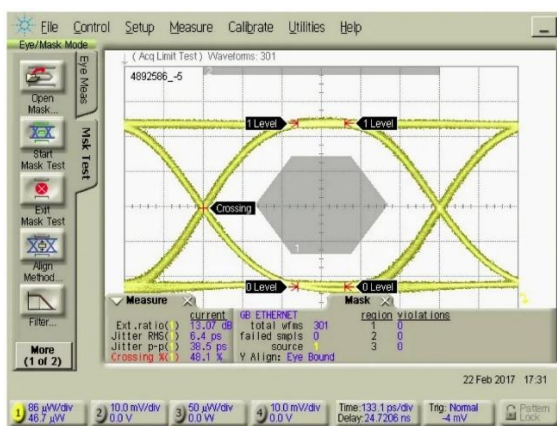 File Control Setup Measure Calibrate Utilities Help
Eye/Mask Mode
( Acq Limit Test ) Waveforms: 301
4892586_-5
Eye Meas
Msk Test
Open
Mask...
Start
Mask Test
Exit
Mask Test
Align
Method...
Filter...
More
(1 of 2)
2
1 Level
1 Level
Crossing
1
0 Level
0 Level
Measure
current
Ext.ratio(1) 13.07 dB
Jitter RMS(1) 6.4 ps
Jitter p-p(1) 38.5 ps
Crossing %(1) 48.1 %
Mask
GB ETHERNET
total wfms 301
failed smpls 0
source 1
Y Align: Eye Bound
region violations
1 0
2 0
3 0
22 Feb 2017 17:31
1 86 µW/div
46.7 µW
2 10.0 mV/div
0.0 V
3 50 µW/div
0.0 W
4 10.0 mV/div
0.0 V
Time:133.1 ps/div
Delay:24.7206 ns
Trig: Normal
-4 mV
Pattern
Lock